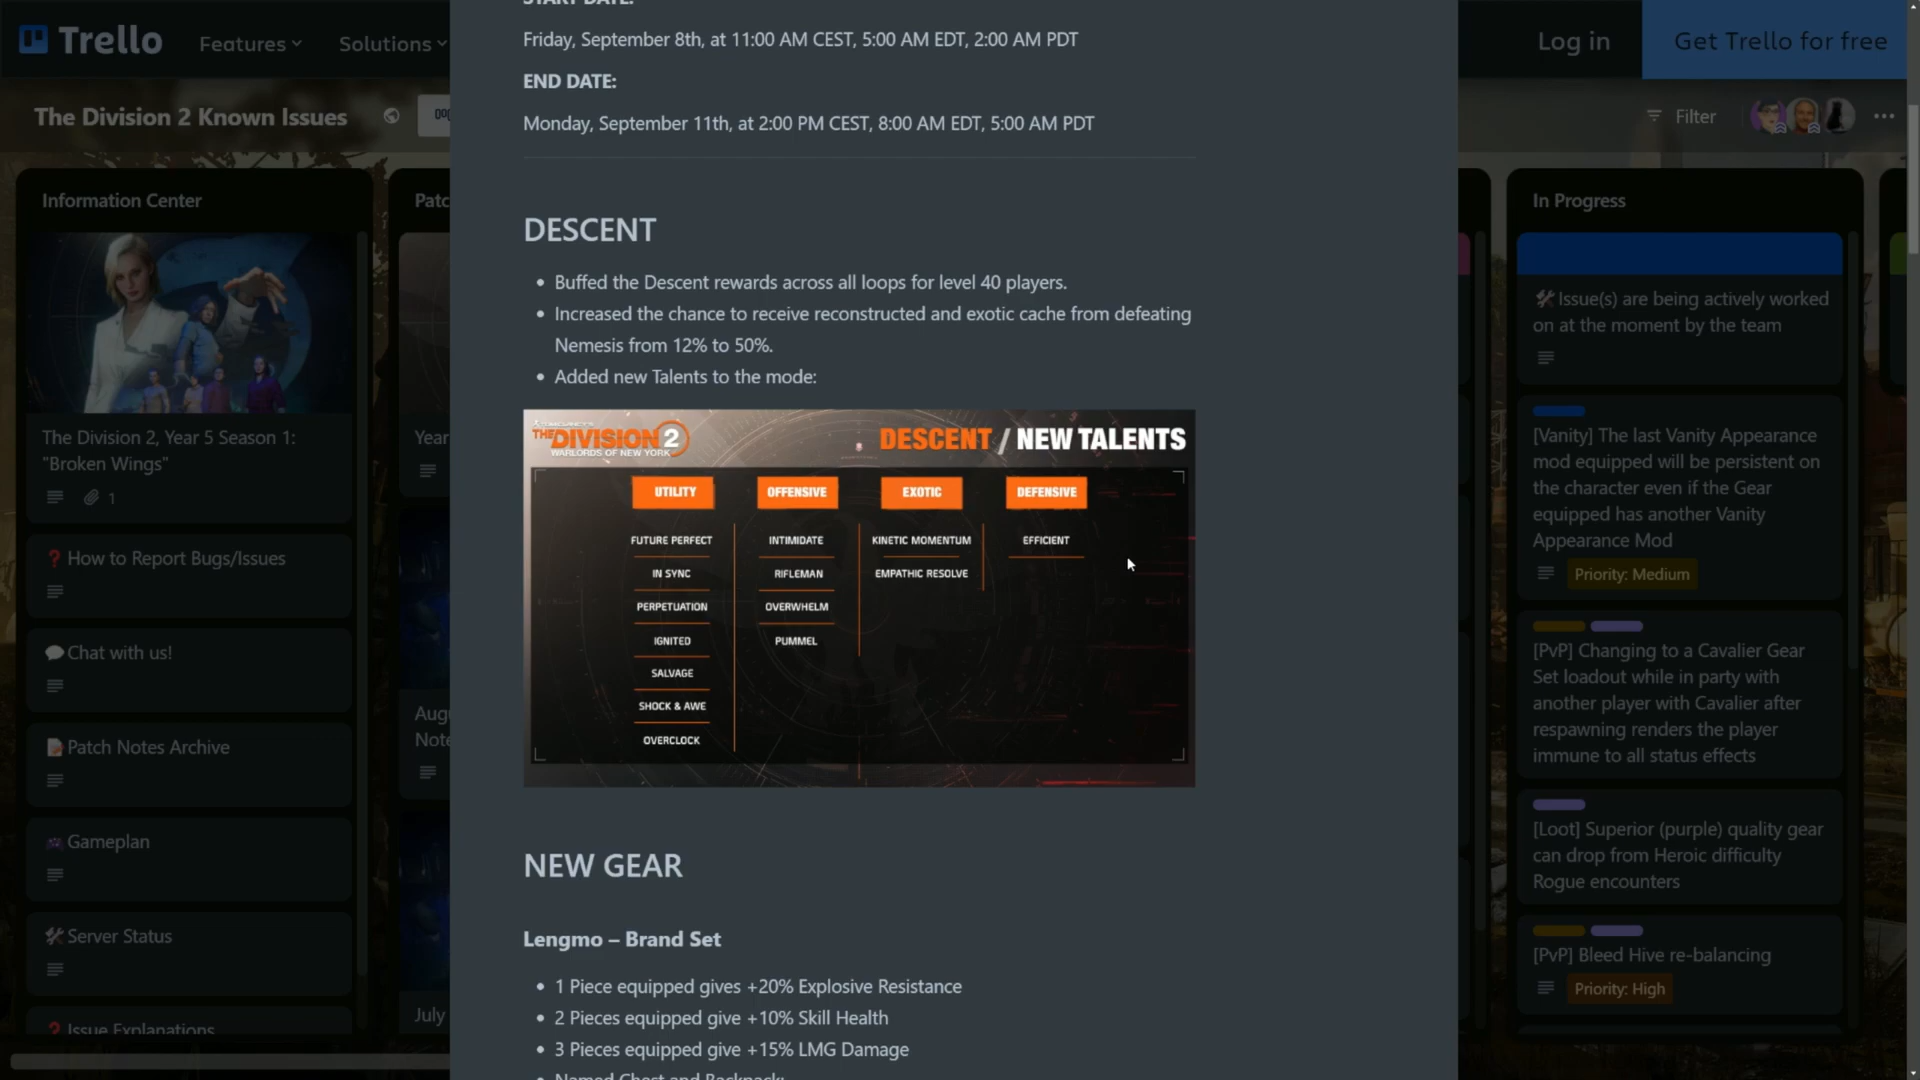 Trello
Features
Solutions
Log in
Get Trello for free
The Division 2 Known Issues
Filter
Information Center
The Division 2, Year 5 Season 1:
"Broken Wings"
1
❓ How to Report Bugs/Issues
💬 Chat with us!
📝 Patch Notes Archive
🎮 Gameplan
🛠 Server Status
❓ Issue Explanations
Patc
Year
Aug
Note
July
START DATE:
Friday, September 8th, at 11:00 AM CEST, 5:00 AM EDT, 2:00 AM PDT
END DATE:
Monday, September 11th, at 2:00 PM CEST, 8:00 AM EDT, 5:00 AM PDT
DESCENT
• Buffed the Descent rewards across all loops for level 40 players.
• Increased the chance to receive reconstructed and exotic cache from defeating
Nemesis from 12% to 50%.
• Added new Talents to the mode:
TOM CLANCY'S
THE DIVISION 2
WARLORDS OF NEW YORK
DESCENT / NEW TALENTS
UTILITY
FUTURE PERFECT
IN SYNC
PERPETUATION
IGNITED
SALVAGE
SHOCK & AWE
OVERCLOCK
OFFENSIVE
INTIMIDATE
RIFLEMAN
OVERWHELM
PUMMEL
EXOTIC
KINETIC MOMENTUM
EMPATHIC RESOLVE
DEFENSIVE
EFFICIENT
NEW GEAR
Lengmo – Brand Set
• 1 Piece equipped gives +20% Explosive Resistance
• 2 Pieces equipped give +10% Skill Health
• 3 Pieces equipped give +15% LMG Damage
• Named Chest and Backpack:
In Progress
🛠 Issue(s) are being actively worked
on at the moment by the team
[Vanity] The last Vanity Appearance
mod equipped will be persistent on
the character even if the Gear
equipped has another Vanity
Appearance Mod
Priority: Medium
[PvP] Changing to a Cavalier Gear
Set loadout while in party with
another player with Cavalier after
respawning renders the player
immune to all status effects
[Loot] Superior (purple) quality gear
can drop from Heroic difficulty
Rogue encounters
[PvP] Bleed Hive re-balancing
Priority: High